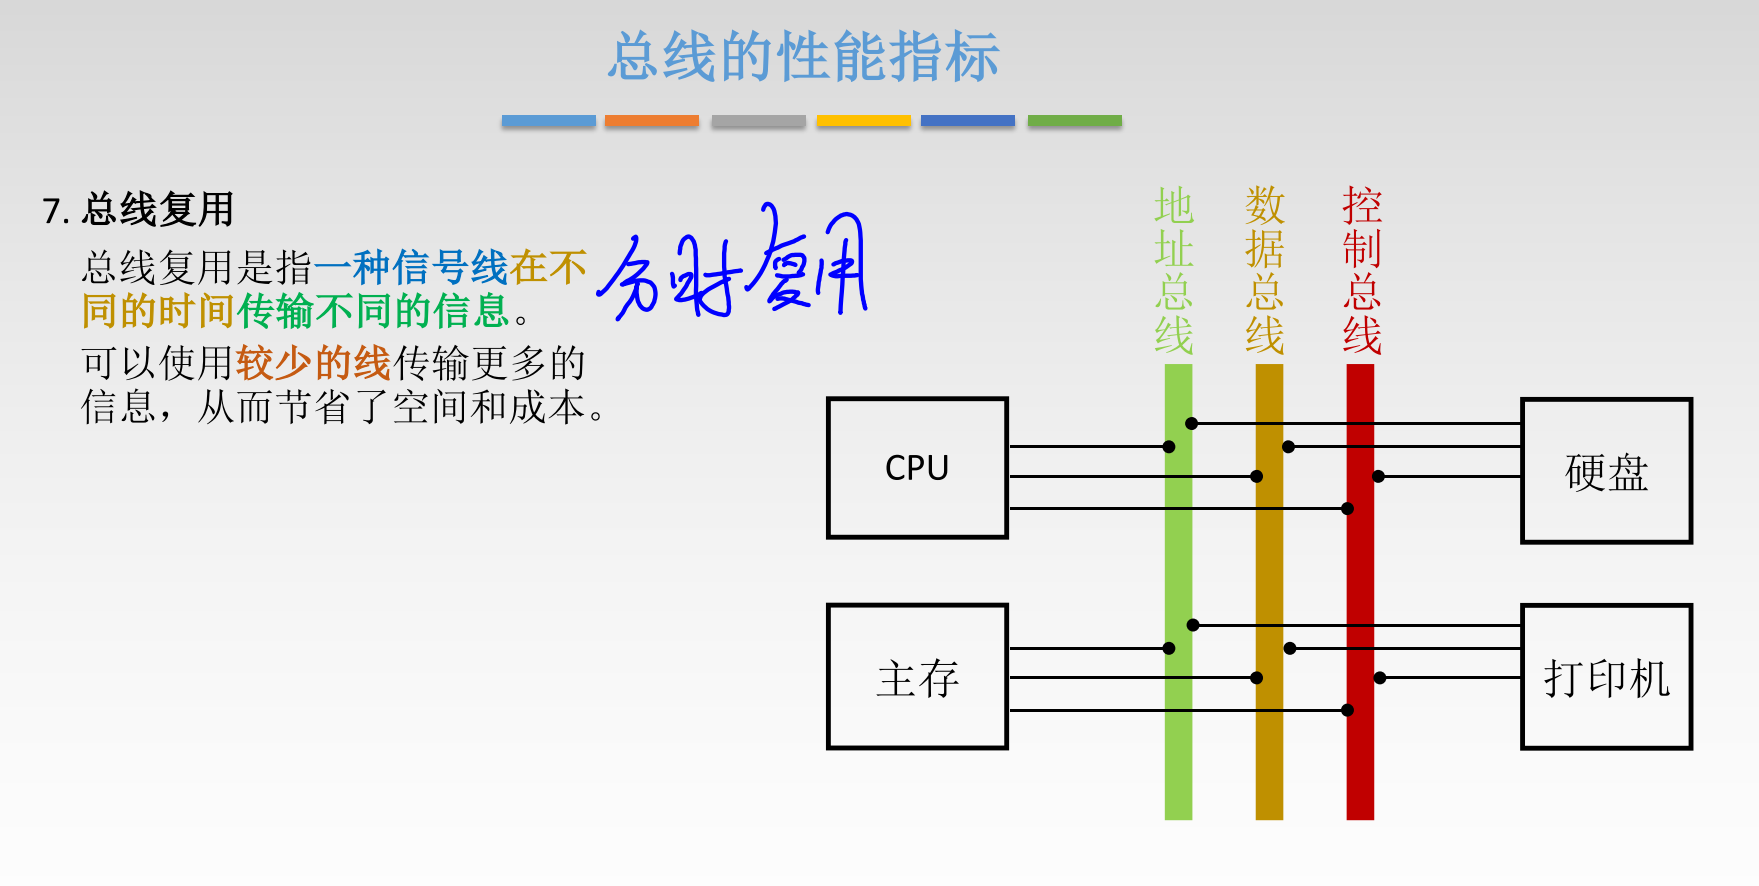 总线的性能指标
7. 总线复用
总线复用是指一种信号线在不
同的时间传输不同的信息。
可以使用较少的线传输更多的
信息，从而节省了空间和成本。
分时复用
地址总线
数据总线
控制总线
CPU
硬盘
主存
打印机